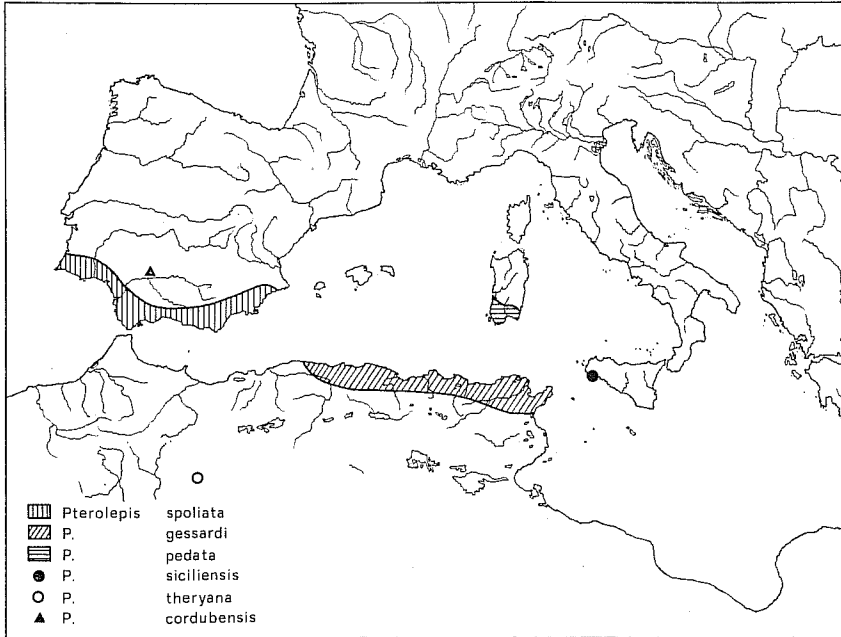 Pterolepis spoliata
P. gessardi
P. pedata
P. siciliensis
P. theryana
P. cordubensis